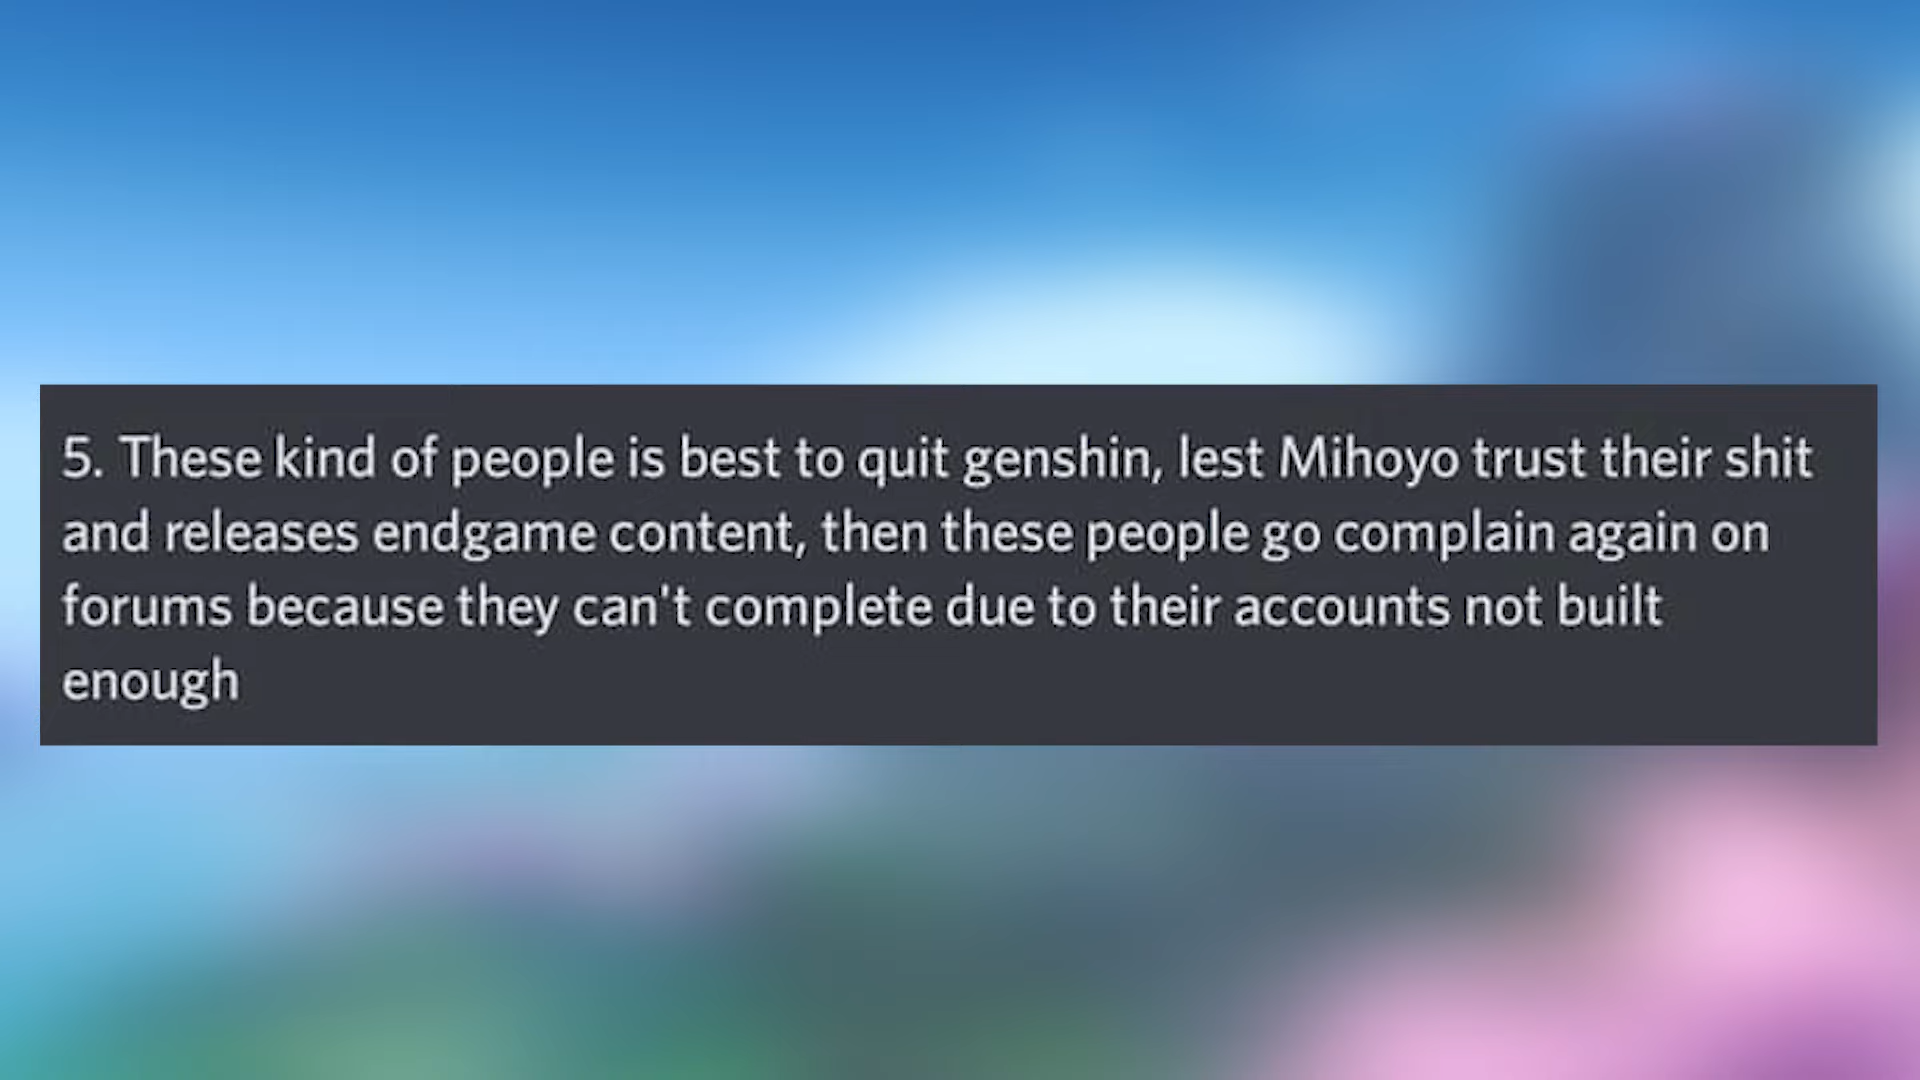 5. These kind of people is best to quit genshin, lest Mihoyo trust their shit
and releases endgame content, then these people go complain again on
forums because they can't complete due to their accounts not built
enough